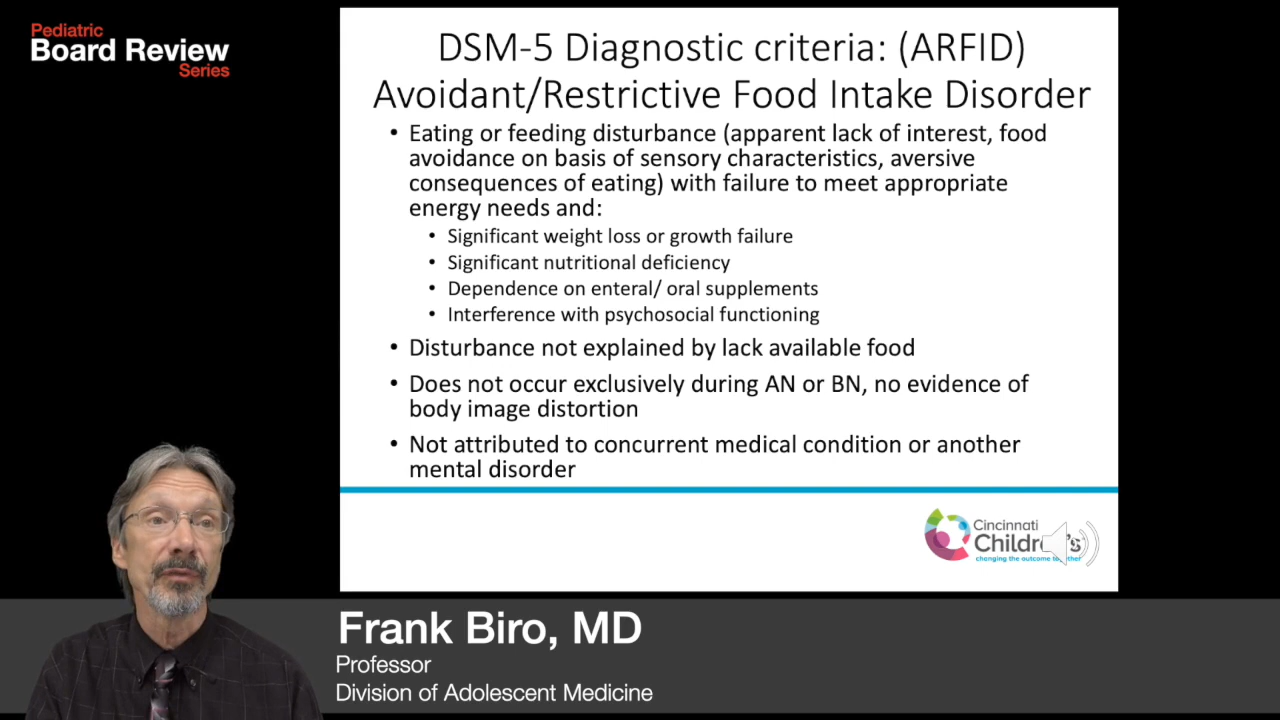 Pediatric
Board Review
Series
DSM-5 Diagnostic criteria: (ARFID)
Avoidant/Restrictive Food Intake Disorder
• Eating or feeding disturbance (apparent lack of interest, food
avoidance on basis of sensory characteristics, aversive
consequences of eating) with failure to meet appropriate
energy needs and:
• Significant weight loss or growth failure
• Significant nutritional deficiency
• Dependence on enteral/ oral supplements
• Interference with psychosocial functioning
• Disturbance not explained by lack available food
• Does not occur exclusively during AN or BN, no evidence of
body image distortion
• Not attributed to concurrent medical condition or another
mental disorder
Cincinnati
Children's
changing the outcome together
Frank Biro, MD
Professor
Division of Adolescent Medicine